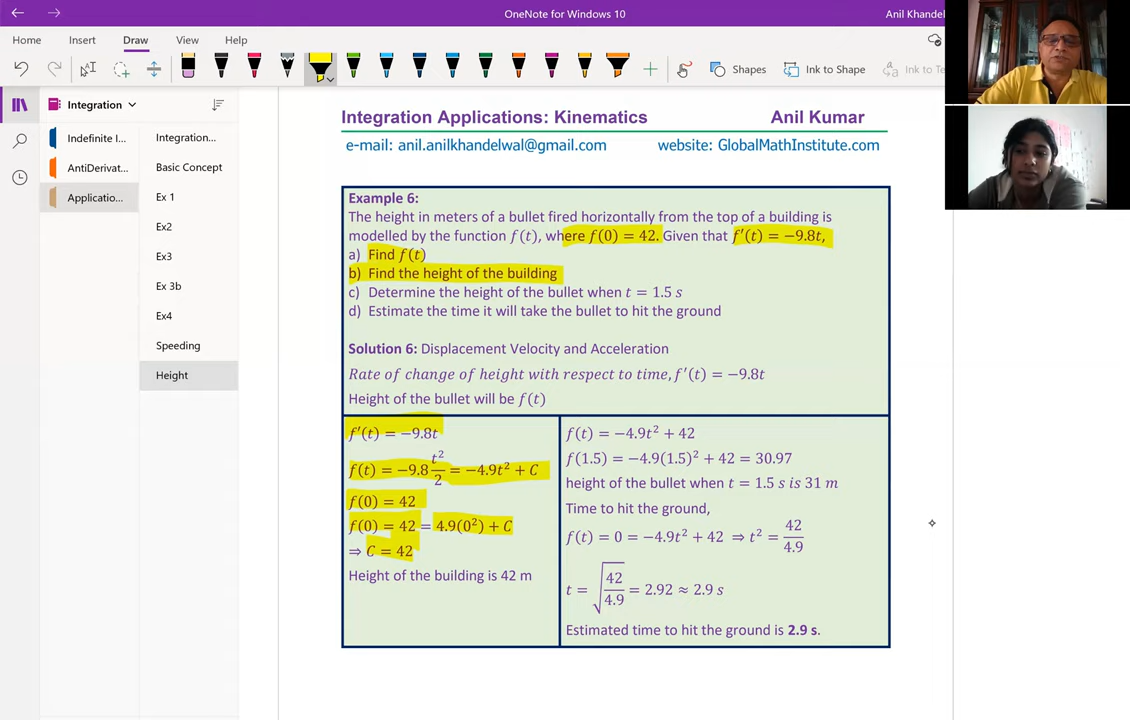 OneNote for Windows 10
Anil Khandel
Home Insert Draw View Help
Shapes Ink to Shape Ink to Te
Integration
Indefinite I...
AntiDerivat...
Applicatio...
Integration...
Basic Concept
Ex 1
Ex2
Ex3
Ex 3b
Ex4
Speeding
Height
Integration Applications: Kinematics Anil Kumar
e-mail: anil.anilkhandelwal@gmail.com website: GlobalMathInstitute.com
Example 6:
The height in meters of a bullet fired horizontally from the top of a building is
modelled by the function f(t), where f(0) = 42. Given that f′(t) = −9.8t,
a) Find f(t)
b) Find the height of the building
c) Determine the height of the bullet when t = 1.5 s
d) Estimate the time it will take the bullet to hit the ground
Solution 6: Displacement Velocity and Acceleration
Rate of change of height with respect to time, f′(t) = −9.8t
Height of the bullet will be f(t)
f′(t) = −9.8t
f(t) = −9.8 t²/2 = −4.9t² + C
f(0) = 42
f(0) = 42 = 4.9(0²) + C
⇒ C = 42
Height of the building is 42 m
f(t) = −4.9t² + 42
f(1.5) = −4.9(1.5)² + 42 = 30.97
height of the bullet when t = 1.5 s is 31 m
Time to hit the ground,
f(t) = 0 = −4.9t² + 42 ⇒ t² = 42/4.9
t = √(42/4.9) = 2.92 ≈ 2.9 s
Estimated time to hit the ground is 2.9 s.